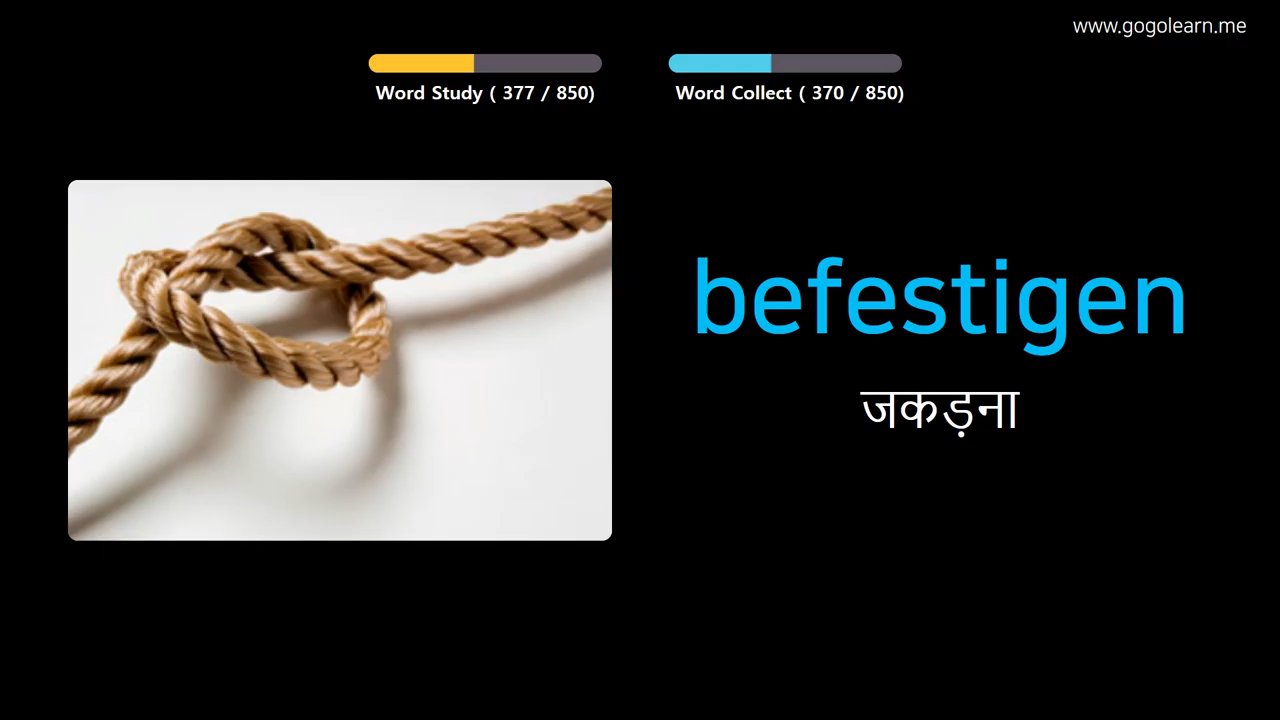 www.gogolearn.me
Word Study ( 377 / 850)
Word Collect ( 370 / 850)
befestigen
जकड़ना